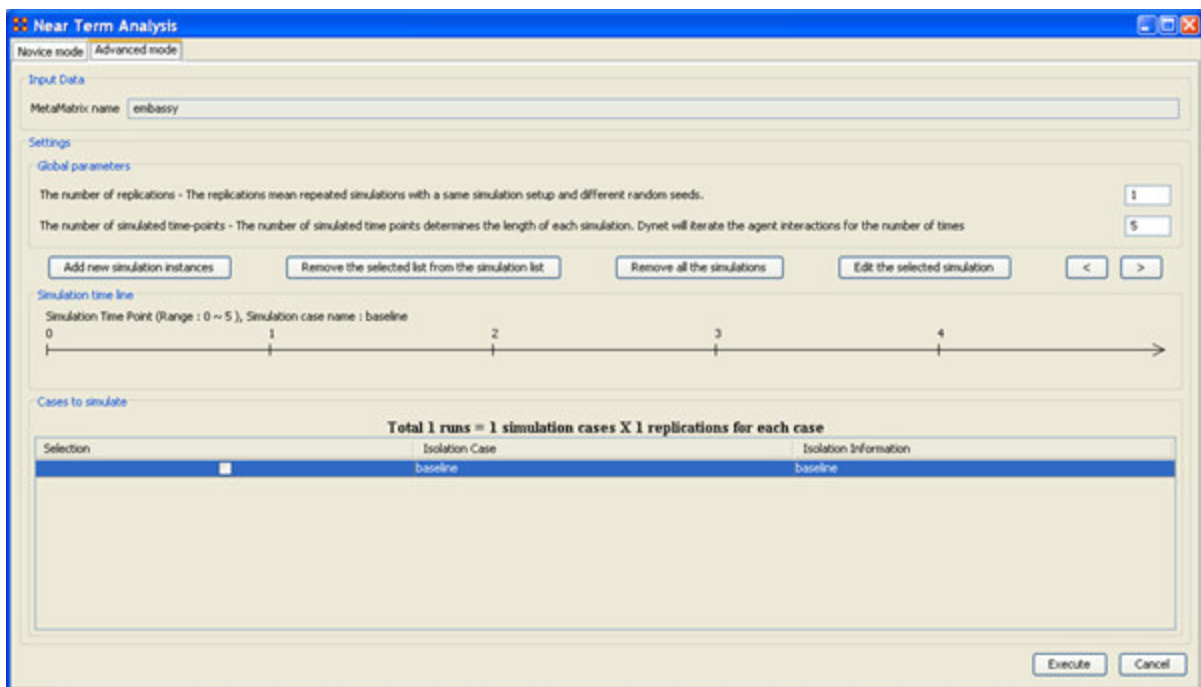 Near Term Analysis
Novice mode Advanced mode
Input Data
MetaMatrix name embassy
Settings
Global parameters
The number of replications - The replications mean repeated simulations with a same simulation setup and different random seeds. 1
The number of simulated time-points - The number of simulated time points determines the length of each simulation. Dynet will iterate the agent interactions for the number of times 5
Add new simulation instances Remove the selected list from the simulation list Remove all the simulations Edit the selected simulation < >
Simulation time line
Simulation Time Point (Range : 0 ~ 5 ), Simulation case name : baseline
0 1 2 3 4
Cases to simulate
Total 1 runs = 1 simulation cases X 1 replications for each case
Selection Isolation Case Isolation Information
baseline baseline
Execute Cancel